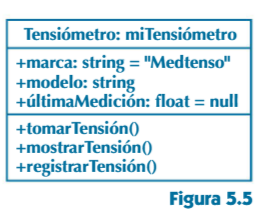 Tensiómetro: miTensiómetro
+marca: string = "Medtenso"
+modelo: string
+últimaMedición: float = null
+tomarTensión()
+mostrarTensión()
+registrarTensión()
Figura 5.5